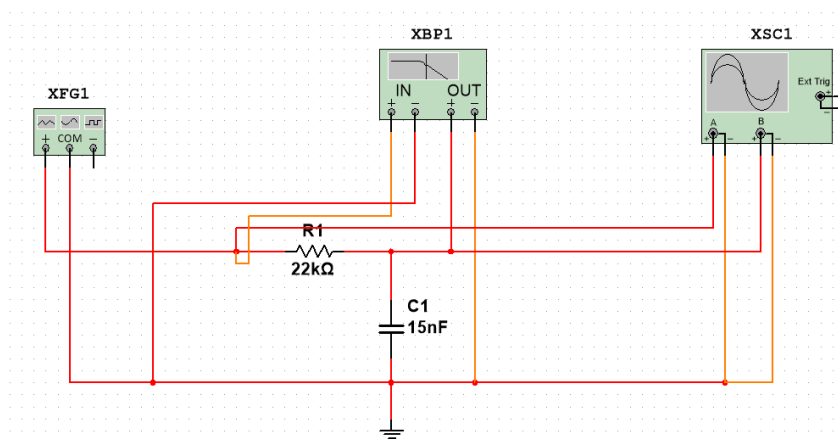 XBP1
XSC1
IN OUT
+ − + −
Ext Trig
+
−
XFG1
A B
+ − + −
+ COM −
R1
22kΩ
C1
15nF